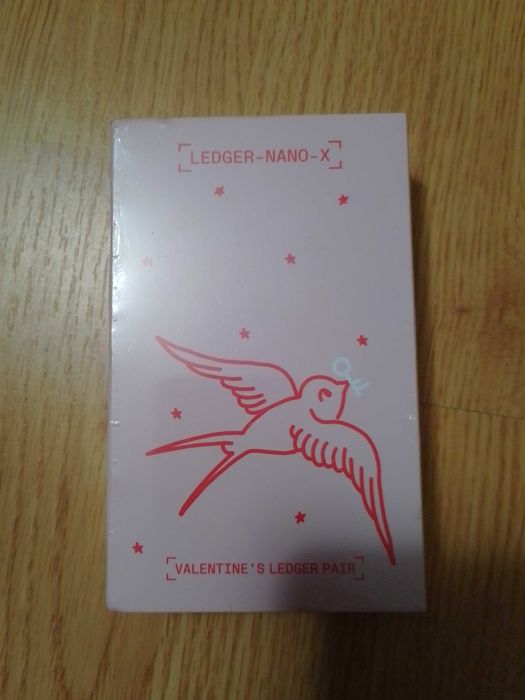 LEDGER-NANO-X
VALENTINE'S LEDGER PAIR